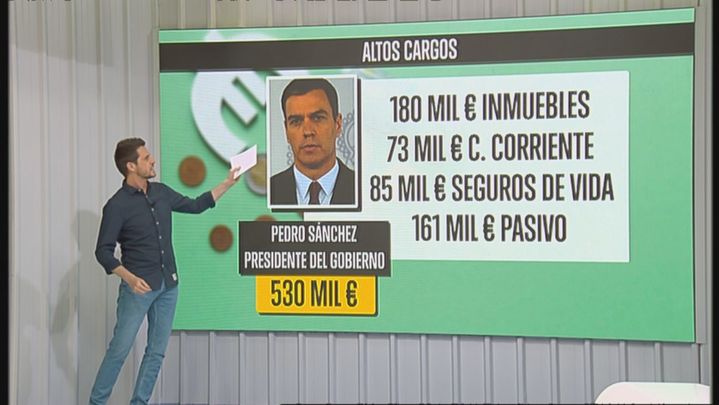 ALTOS CARGOS
180 MIL € INMUEBLES
73 MIL € C. CORRIENTE
85 MIL € SEGUROS DE VIDA
161 MIL € PASIVO
PEDRO SÁNCHEZ
PRESIDENTE DEL GOBIERNO
530 MIL €